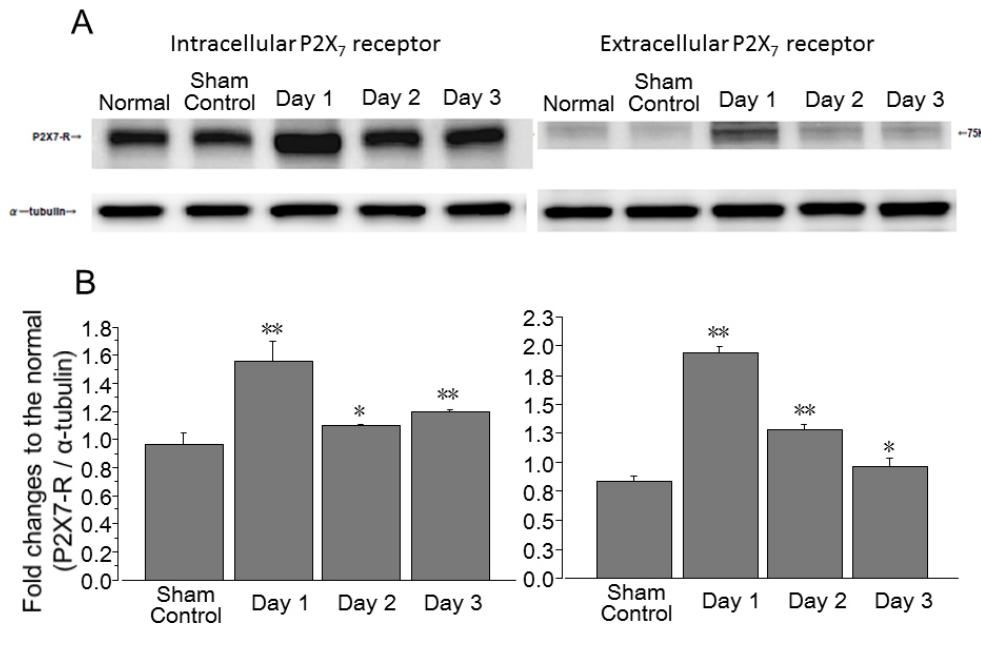 A
Intracellular P2X₇ receptor
Extracellular P2X₇ receptor
Normal Sham Control Day 1 Day 2 Day 3
Normal Sham Control Day 1 Day 2 Day 3
P2X7-R→
←75K
α—tubulin→
B
Fold changes to the normal
(P2X7-R / α-tubulin)
1.8
1.6
1.4
1.2
1.0
0.8
0.6
0.4
0.2
0.0
** * **
Sham Control Day 1 Day 2 Day 3
2.3
2.0
1.8
1.5
1.3
1.0
0.8
0.5
0.3
0.0
** ** *
Sham Control Day 1 Day 2 Day 3